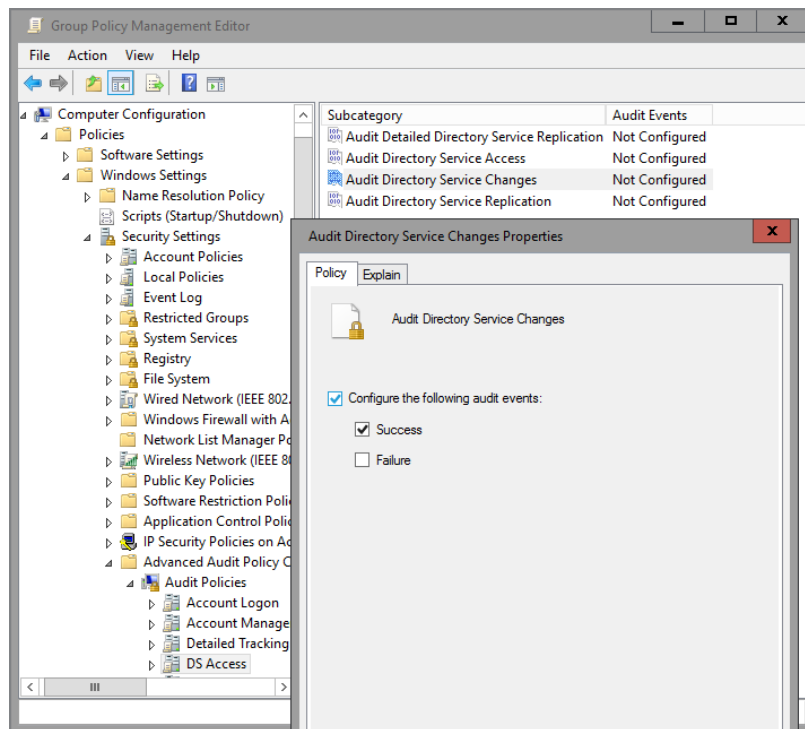 Group Policy Management Editor
File Action View Help
Computer Configuration
Policies
Software Settings
Windows Settings
Name Resolution Policy
Scripts (Startup/Shutdown)
Security Settings
Account Policies
Local Policies
Event Log
Restricted Groups
System Services
Registry
File System
Wired Network (IEEE 802.
Windows Firewall with A
Network List Manager Po
Wireless Network (IEEE 80
Public Key Policies
Software Restriction Polic
Application Control Polic
IP Security Policies on Ac
Advanced Audit Policy C
Audit Policies
Account Logon
Account Manage
Detailed Tracking
DS Access
Subcategory Audit Events
Audit Detailed Directory Service Replication Not Configured
Audit Directory Service Access Not Configured
Audit Directory Service Changes Not Configured
Audit Directory Service Replication Not Configured
Audit Directory Service Changes Properties
Policy Explain
Audit Directory Service Changes
Configure the following audit events:
Success
Failure